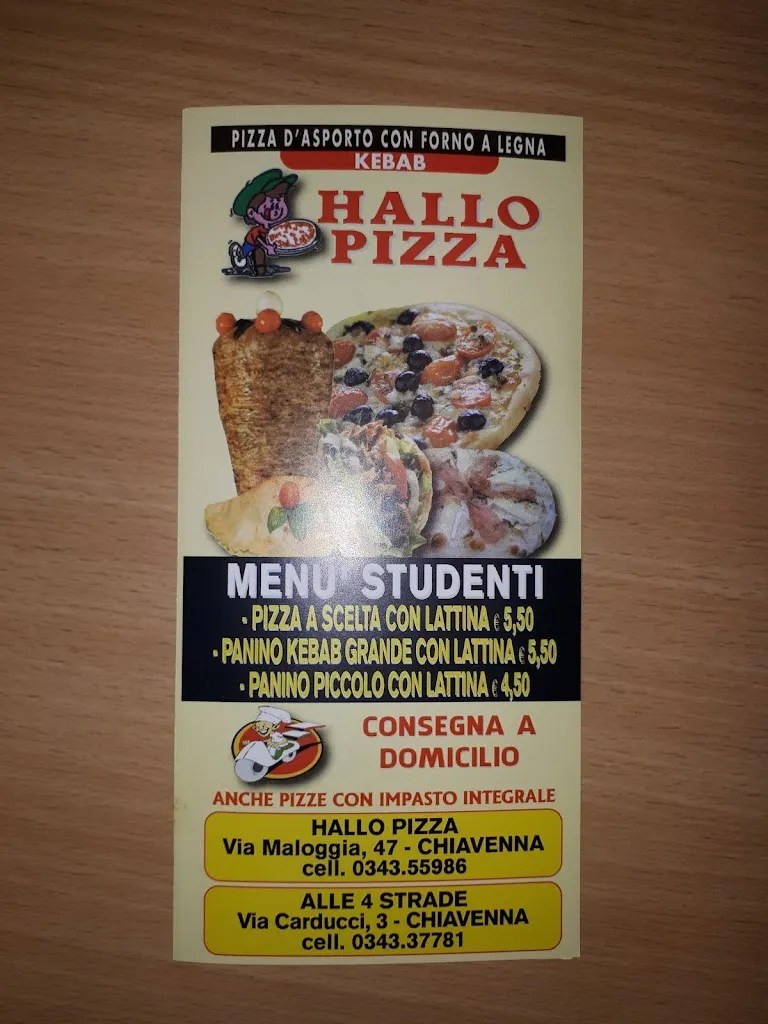 PIZZA D'ASPORTO CON FORNO A LEGNA
KEBAB
HALLO
PIZZA
MENU' STUDENTI
- PIZZA A SCELTA CON LATTINA € 5,50
- PANINO KEBAB GRANDE CON LATTINA € 5,50
- PANINO PICCOLO CON LATTINA € 4,50
CONSEGNA A
DOMICILIO
ANCHE PIZZE CON IMPASTO INTEGRALE
HALLO PIZZA
Via Maloggia, 47 - CHIAVENNA
cell. 0343.55986
ALLE 4 STRADE
Via Carducci, 3 - CHIAVENNA
cell. 0343.37781